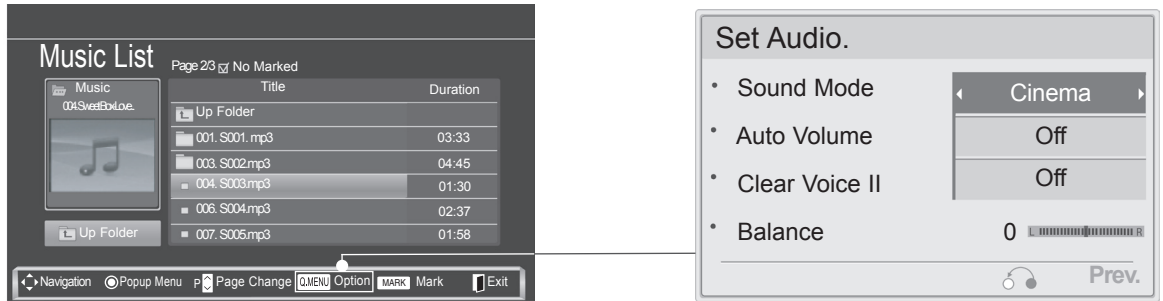 Music List
Page 2/3 No Marked
Music
004.SweetBoxLove..
Title Duration
Up Folder
001. S001. mp3 03:33
003. S002.mp3 04:45
004. S003.mp3 01:30
006. S004.mp3 02:37
007. S005.mp3 01:58
Up Folder
Navigation Popup Menu P Page Change Q.MENU Option MARK Mark Exit
Set Audio.
• Sound Mode Cinema
• Auto Volume Off
• Clear Voice II Off
• Balance 0 L R
Prev.